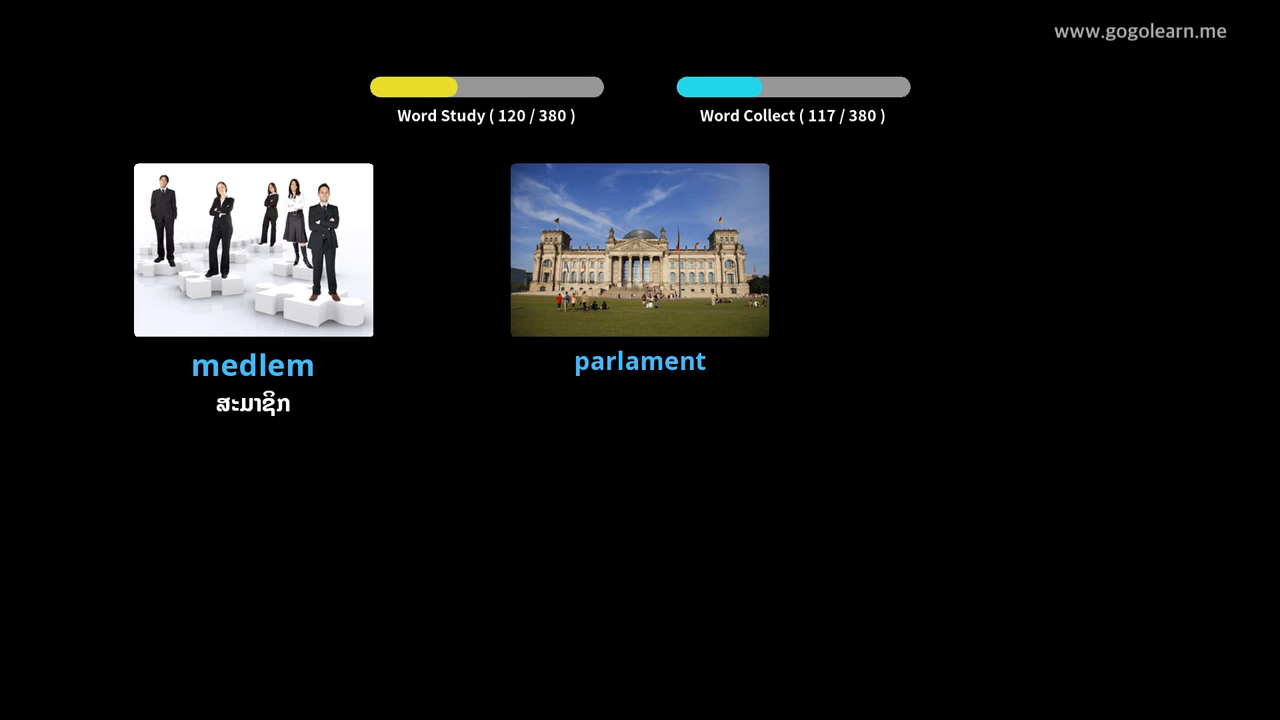 www.gogolearn.me
Word Study ( 120 / 380 )
Word Collect ( 117 / 380 )
medlem
ສະມາຊິກ
parlament